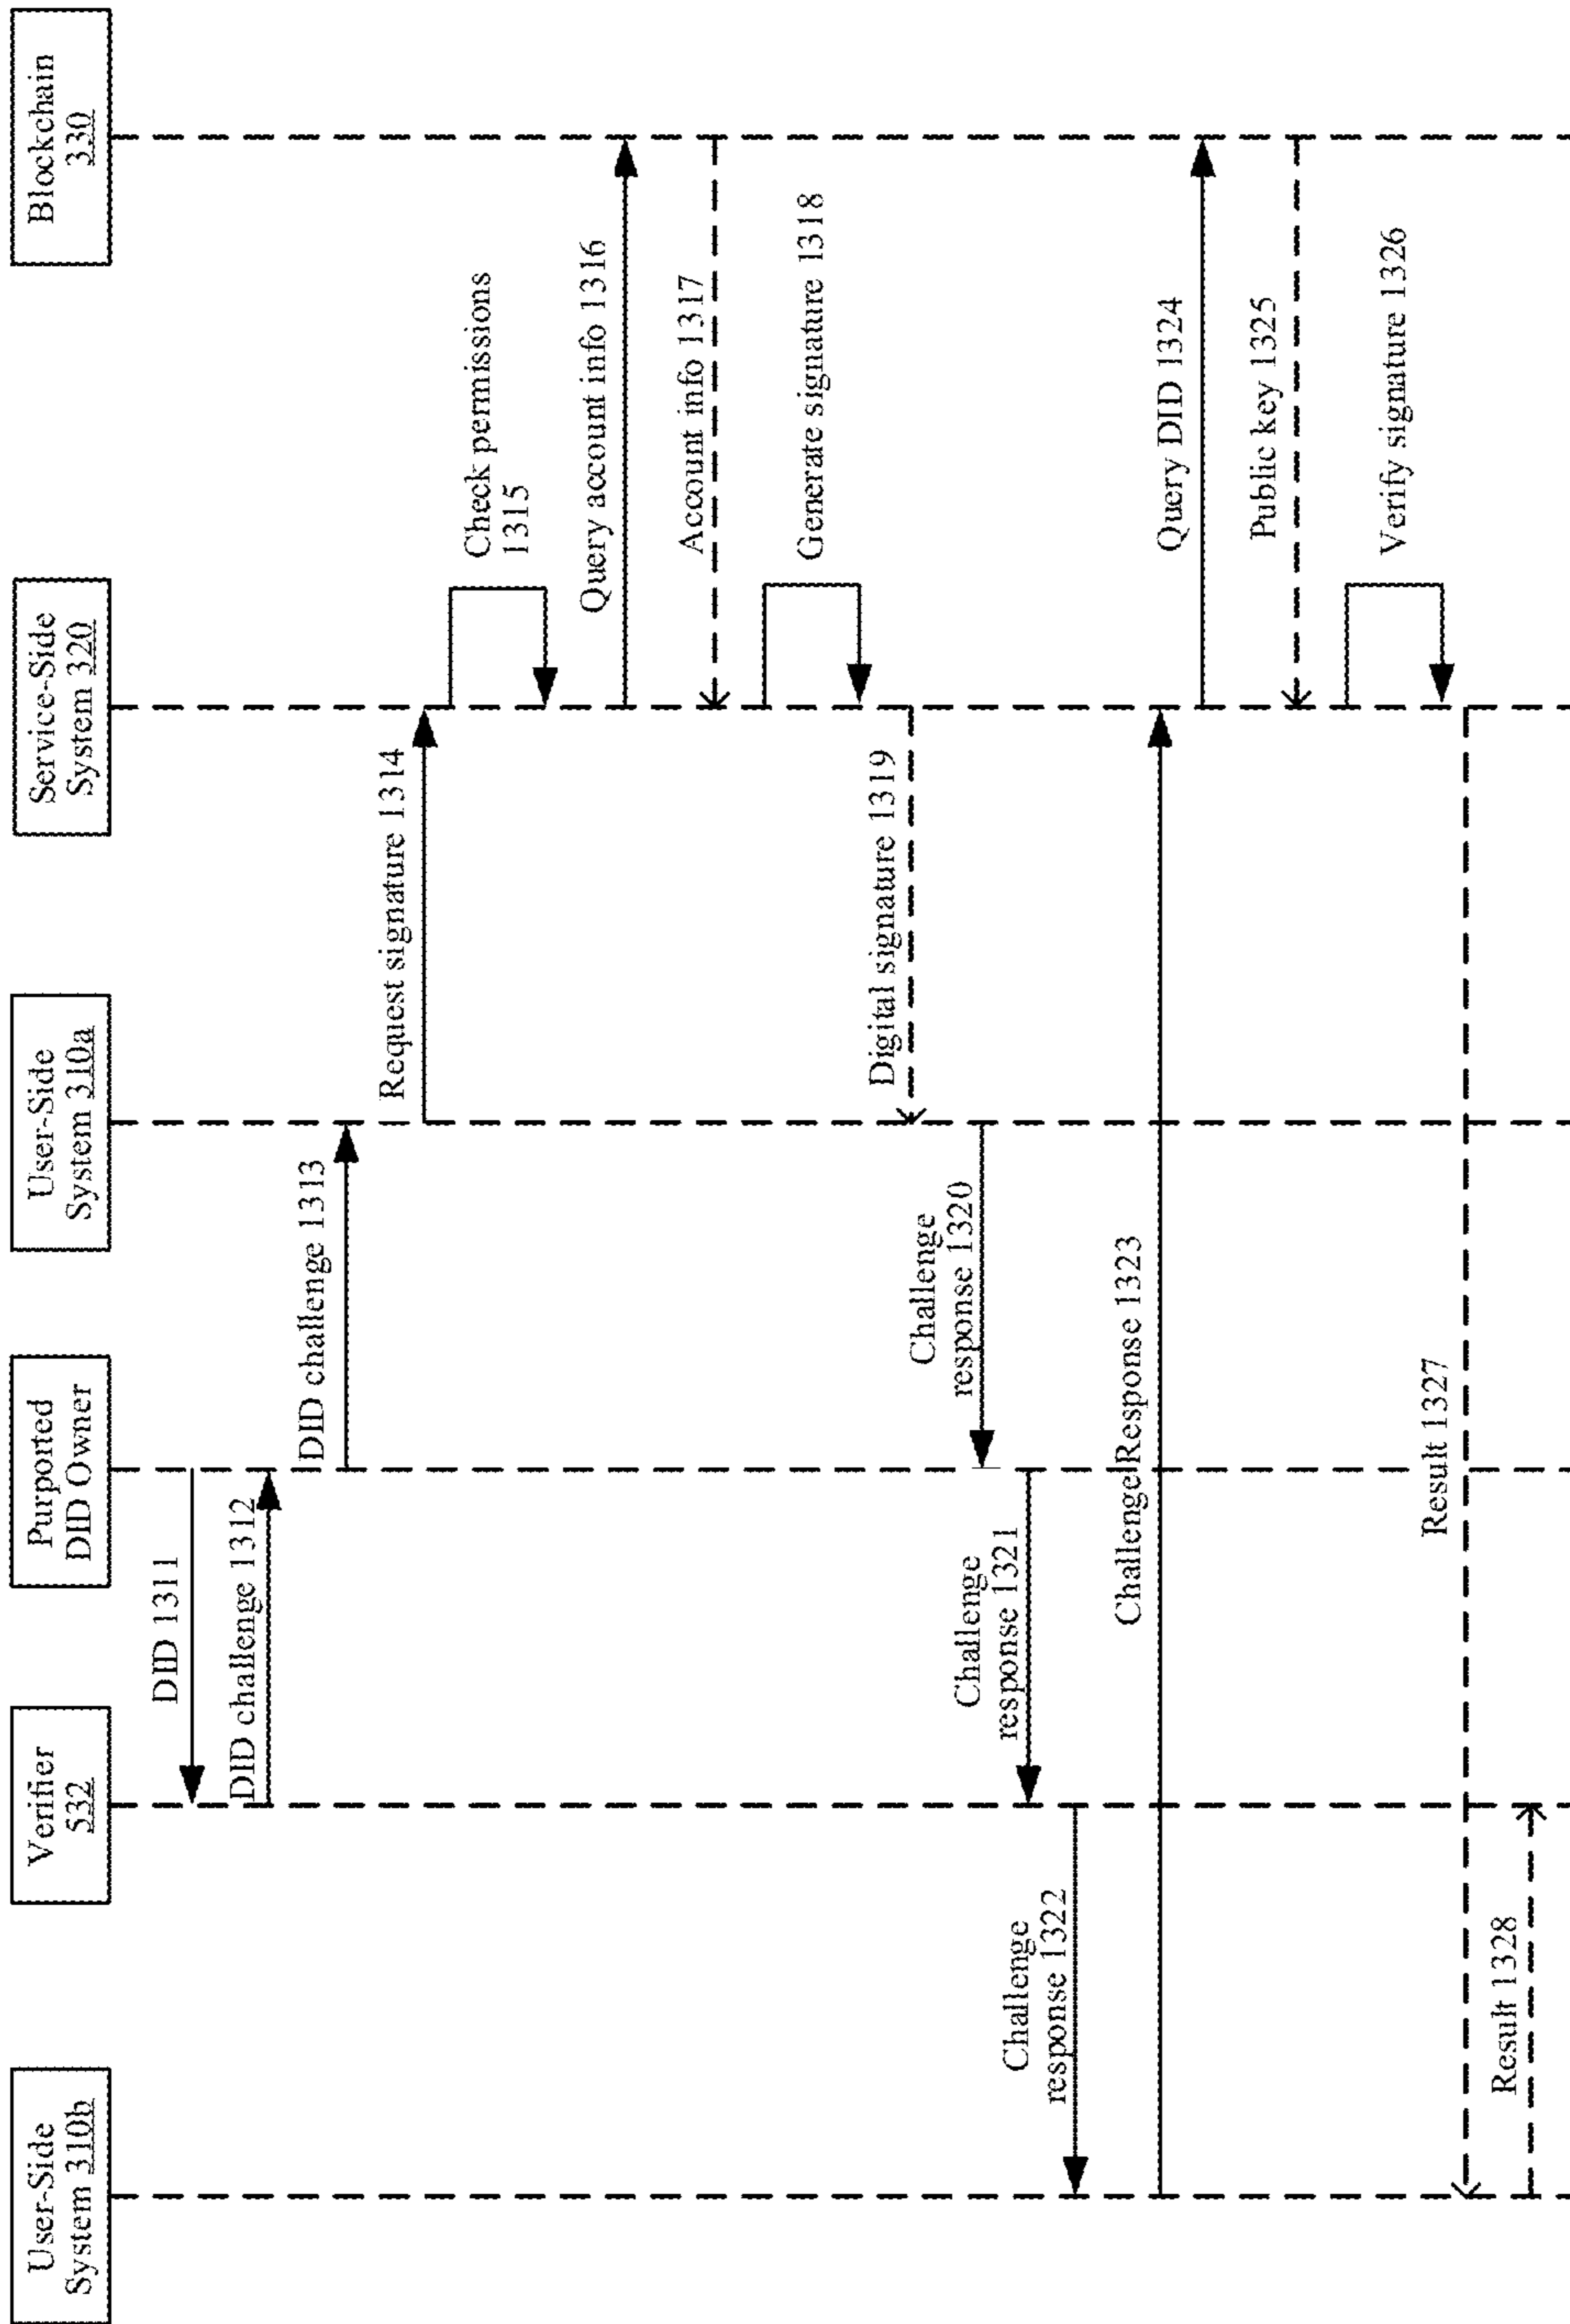 User-Side
System 310b
Verifier
532
Purported
DID Owner
User-Side
System 310a
Service-Side
System 320
Blockchain
330
DID 1311
DID challenge 1312
DID challenge 1313
Request signature 1314
Check permissions
1315
Query account info 1316
Account info 1317
Generate signature 1318
Digital signature 1319
Challenge
response 1320
Challenge
response 1321
Challenge
response 1322
Challenge Response 1323
Query DID 1324
Public key 1325
Verify signature 1326
Result 1327
Result 1328